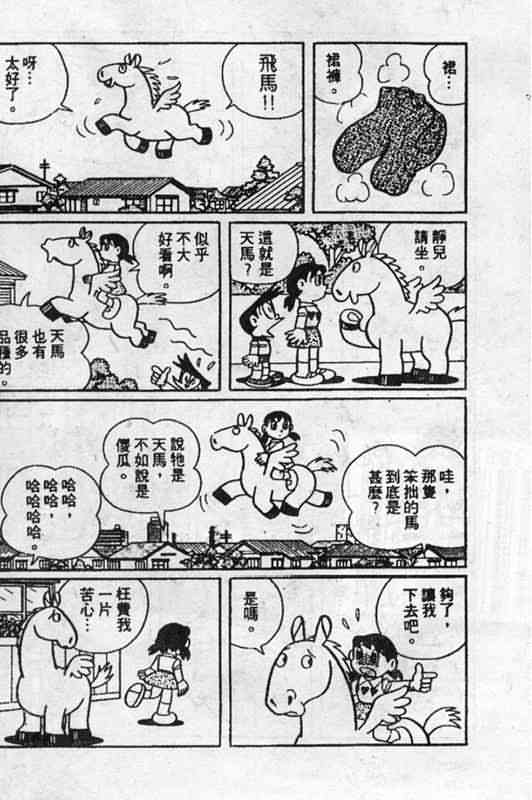 裙…
裙褲。
飛馬!!
呀…
太好了。
靜兒
請坐。
這就是
天馬？
似乎
不大
好看啊。
天馬
也有
很多
品種的。
哇，
那隻
笨拙的馬
到底是
甚麼？
說牠是
天馬，
不如說是
傻瓜。
哈哈，
哈哈，
哈哈哈哈。
夠了，
讓我
下去吧。
是嗎。
枉費我
一片
苦心…